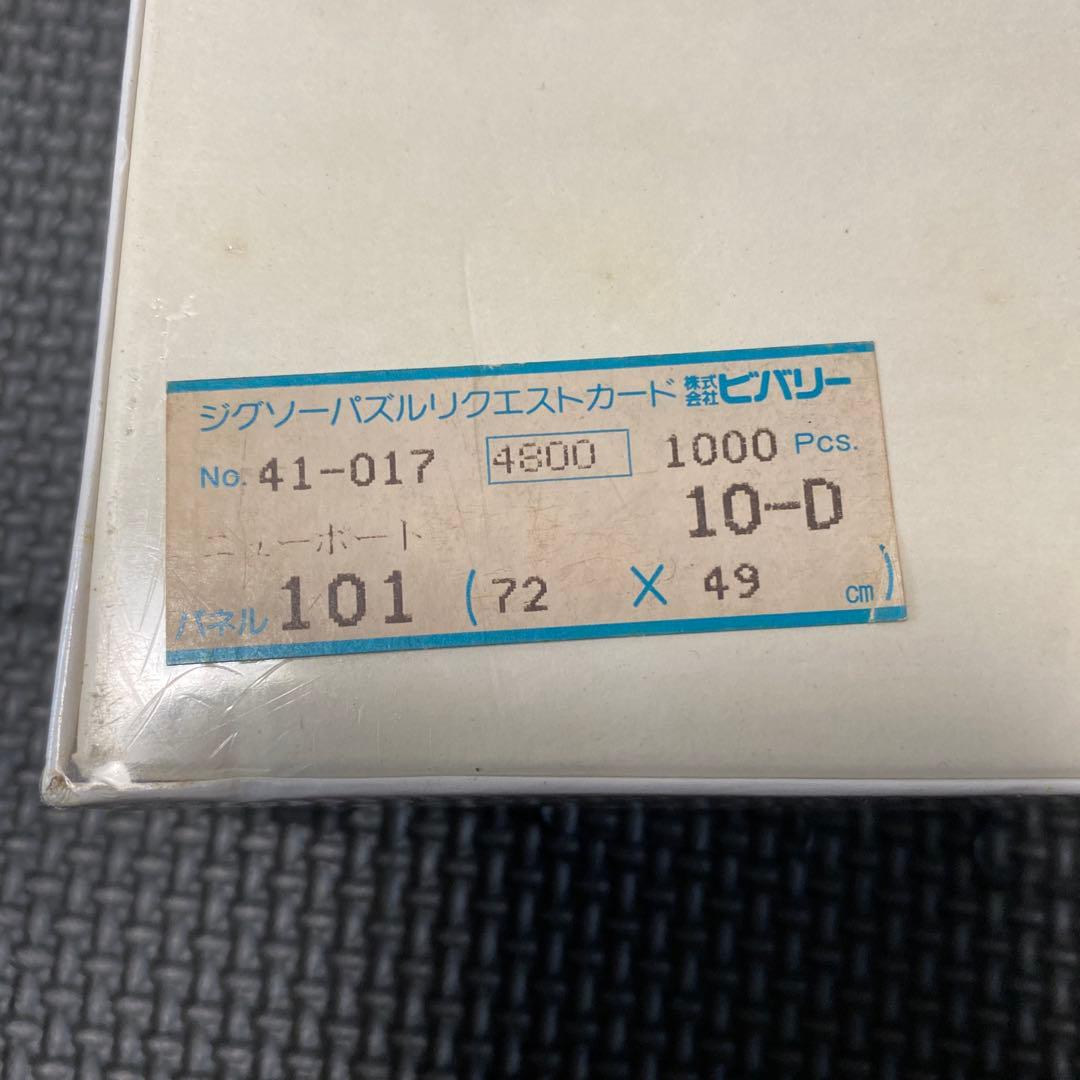 ジグソーパズルリクエストカード 株式会社ビバリー
No. 41-017 4800 1000 Pcs.
ニューポート 10-D
パネル 101 (72 × 49 cm)